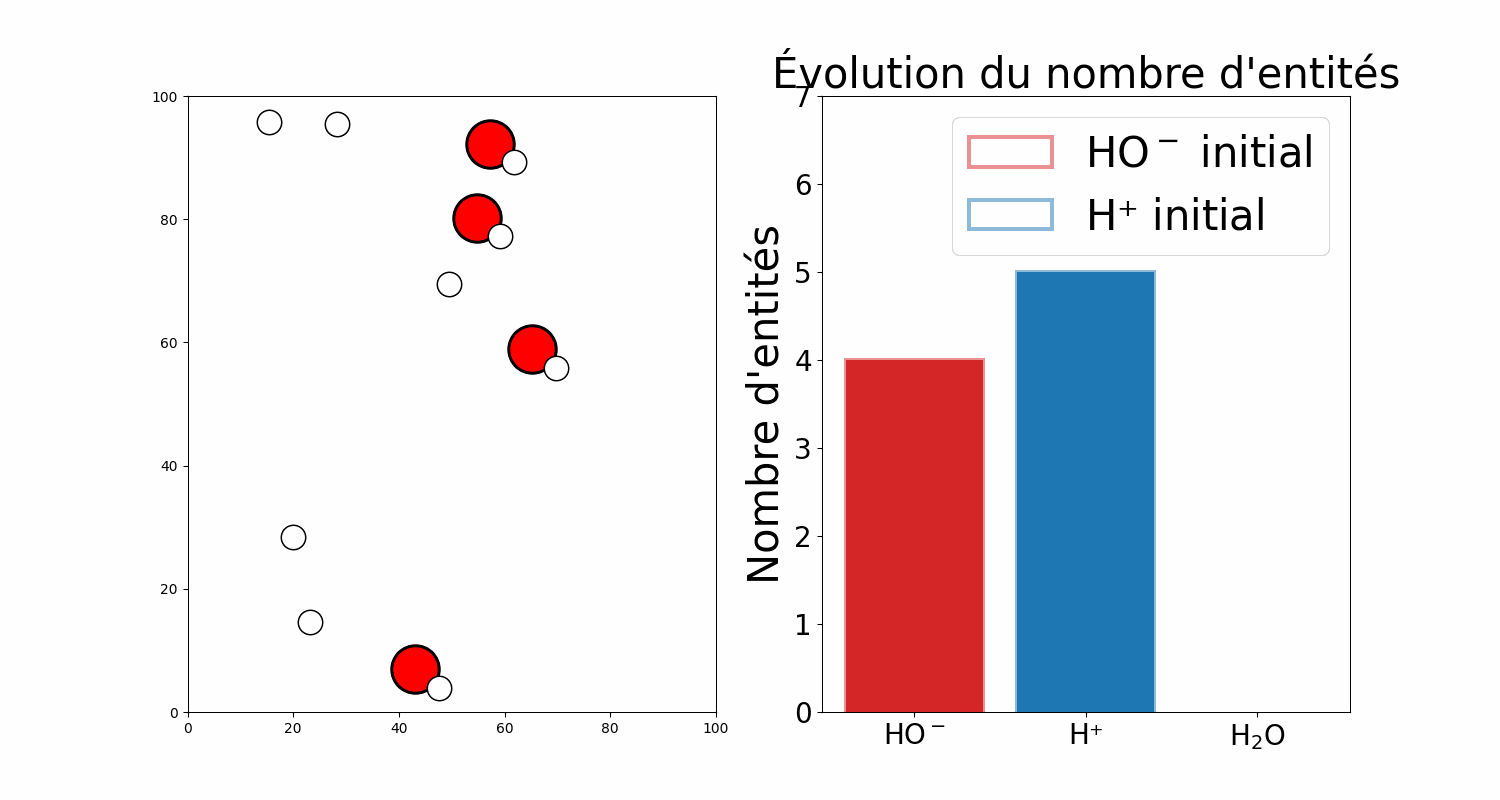 Évolution du nombre d'entités
100
80
60
40
20
0
0 20 40 60 80 100
Nombre d'entités
7
6
5
4
3
2
1
0
HO⁻ initial
H⁺ initial
HO⁻ H⁺ H₂O